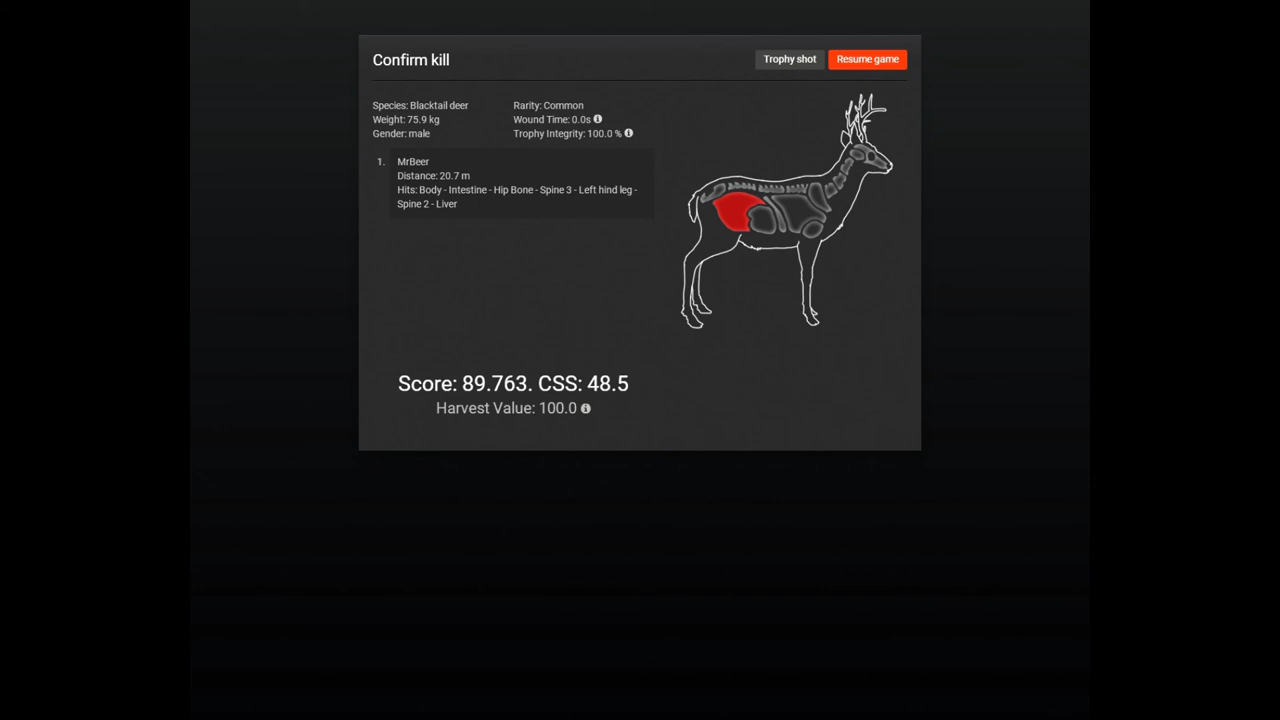 Confirm kill
Trophy shot
Resume game
Species: Blacktail deer
Weight: 75.9 kg
Gender: male
Rarity: Common
Wound Time: 0.0s
Trophy Integrity: 100.0 %
1.
MrBeer
Distance: 20.7 m
Hits: Body - Intestine - Hip Bone - Spine 3 - Left hind leg -
Spine 2 - Liver
Score: 89.763. CSS: 48.5
Harvest Value: 100.0